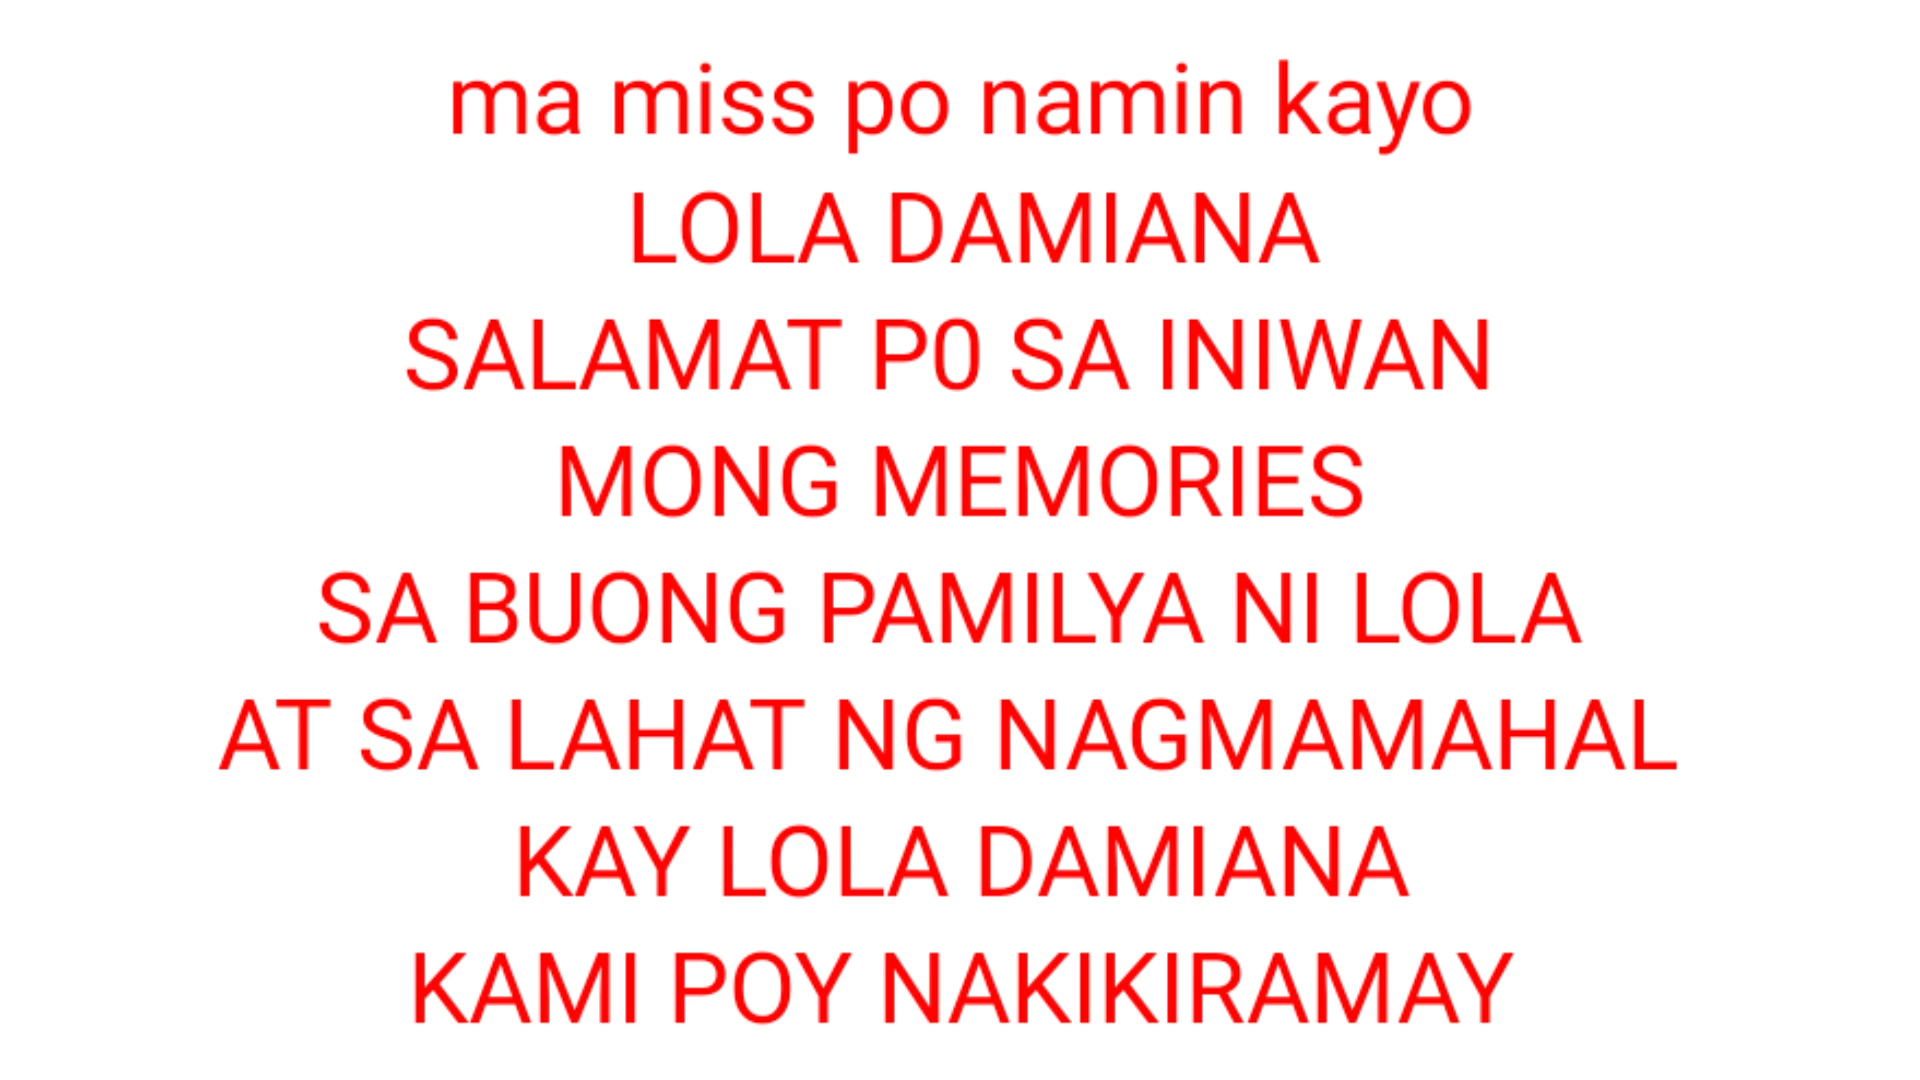 ma miss po namin kayo
LOLA DAMIANA
SALAMAT P0 SA INIWAN
MONG MEMORIES
SA BUONG PAMILYA NI LOLA
AT SA LAHAT NG NAGMAMAHAL
KAY LOLA DAMIANA
KAMI POY NAKIKIRAMAY